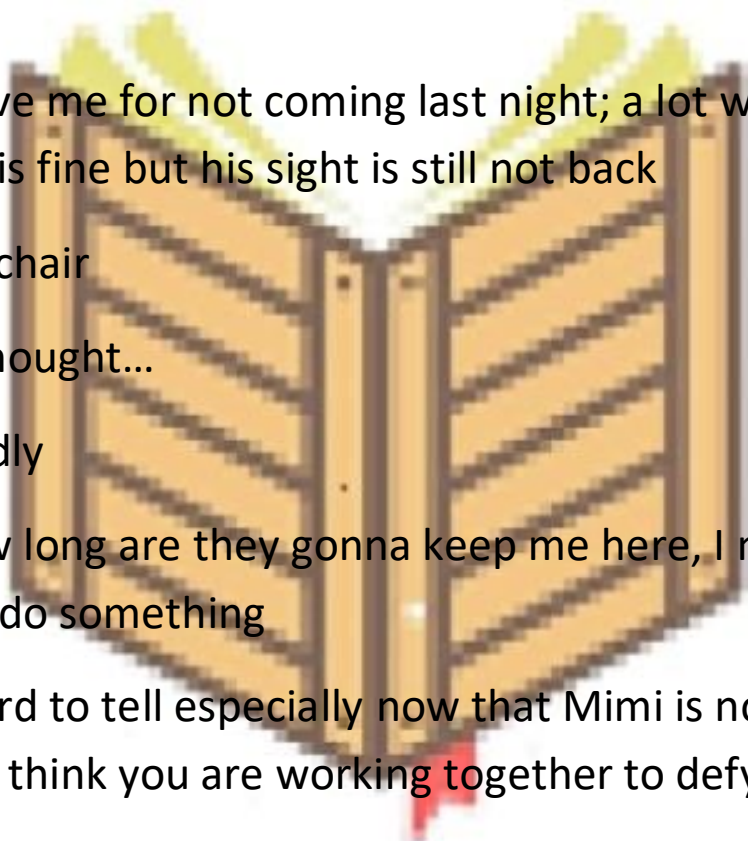 ve me for not coming last night; a lot w
is fine but his sight is still not back
chair
hought...
dly
w long are they gonna keep me here, I n
do something
rd to tell especially now that Mimi is no
think you are working together to defy